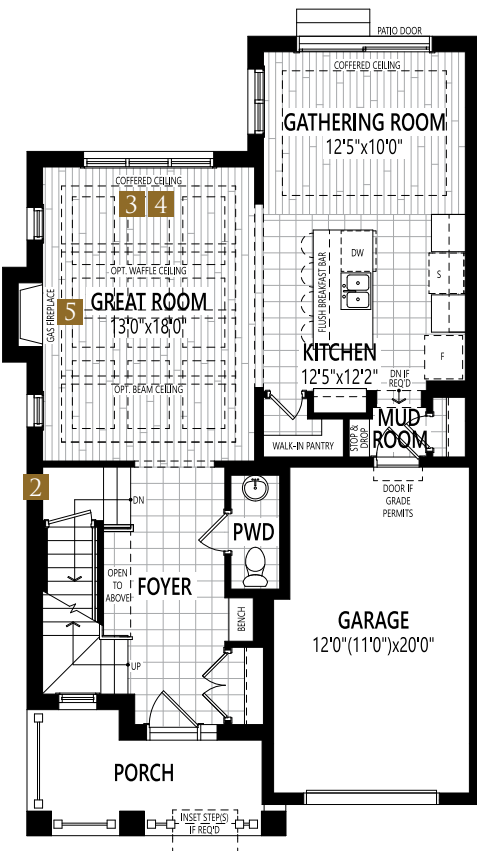 PATIO DOOR
COFFERED CEILING
GATHERING ROOM
12'5"x10'0"
COFFERED CEILING
3 4
DW
OPT. WAFFLE CEILING
FLUSH BREAKFAST BAR
S
GAS FIREPLACE
5
GREAT ROOM
13'0"x18'0"
KITCHEN
12'5"x12'2"
F
DN IF
REQ'D
OPT. BEAM CEILING
WALK-IN PANTRY
STOP &
DROP
MUD
ROOM
2
DN
DOOR IF
GRADE
PERMITS
PWD
OPEN
TO
ABOVE
FOYER
BENCH
GARAGE
12'0"(11'0")x20'0"
UP
PORCH
INSET STEP(S)
IF REQ'D